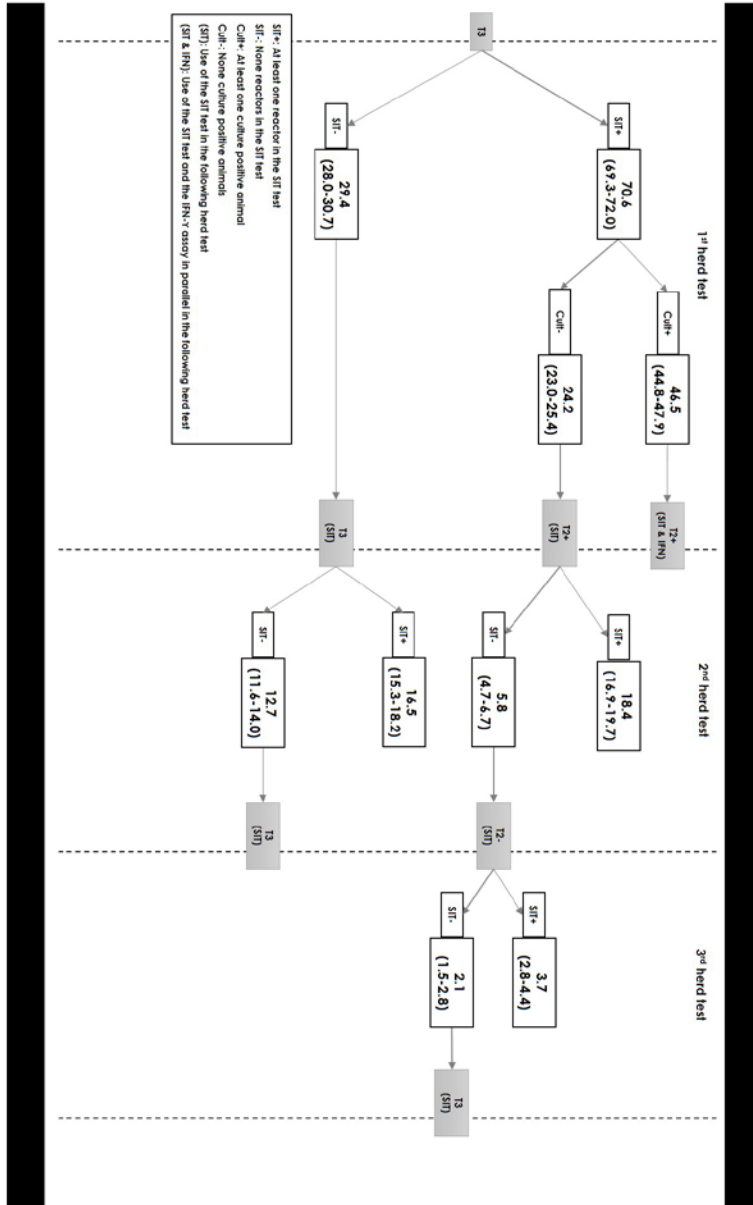 1st herd test
2nd herd test
3rd herd test
T3
SIT+
70.6
(69.3-72.0)
Cult+
46.5
(44.8-47.9)
T2+
(SIT & IFN)
Cult-
24.2
(23.0-25.4)
T2+
(SIT)
SIT+
18.4
(16.9-19.7)
SIT-
5.8
(4.7-6.7)
T2-
(SIT)
SIT+
3.7
(2.8-4.4)
SIT-
2.1
(1.5-2.8)
T3
(SIT)
SIT-
29.4
(28.0-30.7)
T3
(SIT)
SIT+
16.5
(15.3-18.2)
SIT-
12.7
(11.6-14.0)
T3
(SIT)
SIT+: At least one reactor in the SIT test
SIT-: None reactors in the SIT test
Cult+: At least one culture positive animal
Cult-: None culture positive animals
(SIT): Use of the SIT test in the following herd test
(SIT & IFN): Use of the SIT test and the IFN-Y assay in parallel in the following herd test